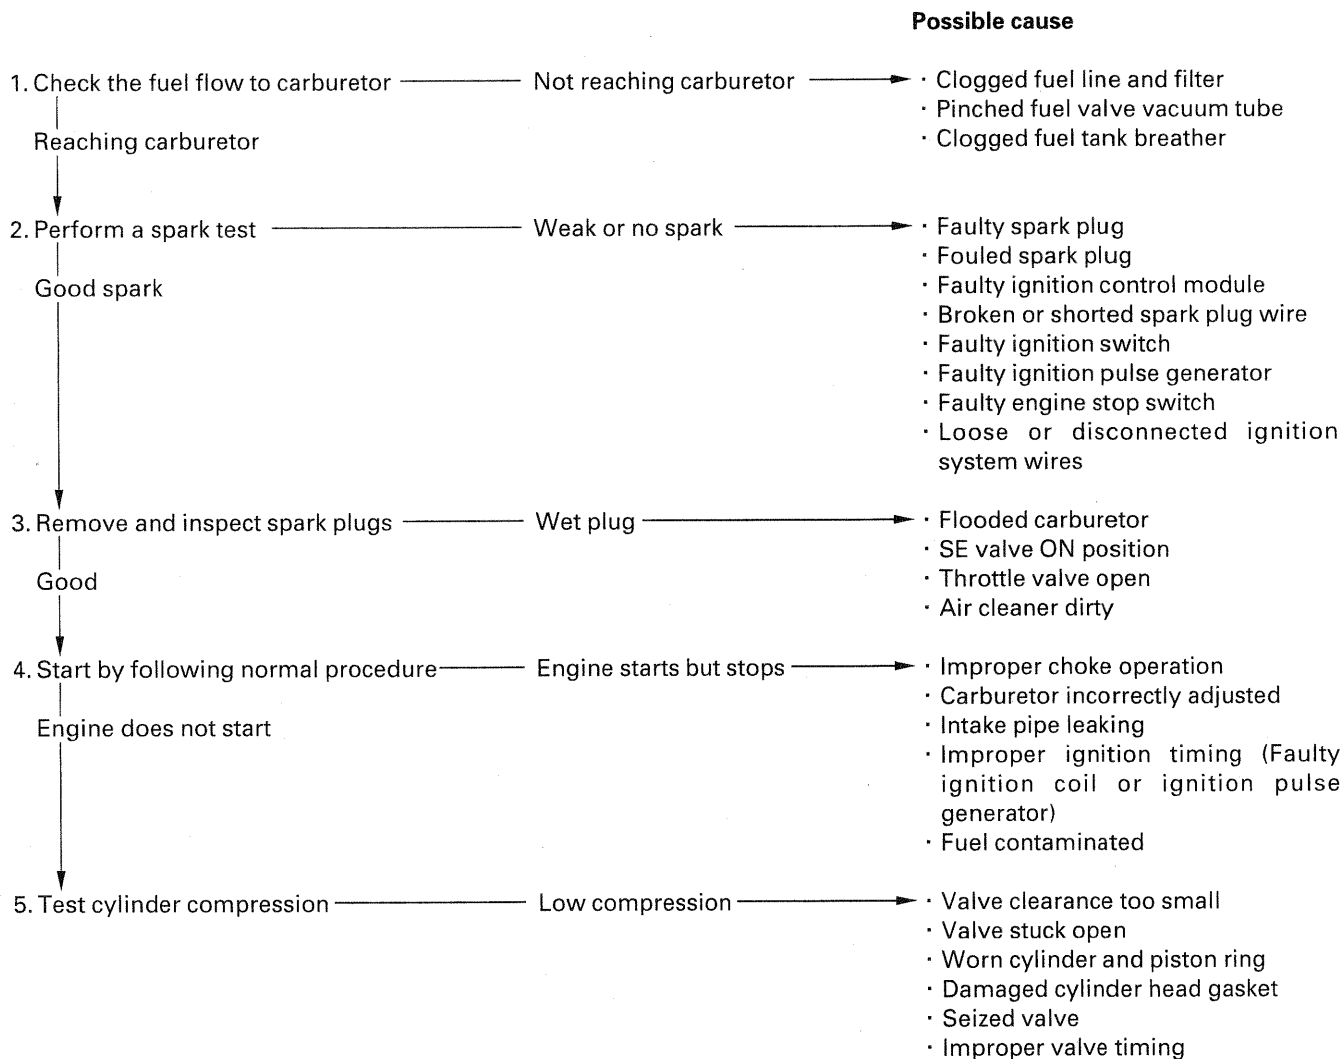 Possible cause
1. Check the fuel flow to carburetor Not reaching carburetor · Clogged fuel line and filter
· Pinched fuel valve vacuum tube
Reaching carburetor · Clogged fuel tank breather
2. Perform a spark test Weak or no spark · Faulty spark plug
· Fouled spark plug
Good spark · Faulty ignition control module
· Broken or shorted spark plug wire
· Faulty ignition switch
· Faulty ignition pulse generator
· Faulty engine stop switch
· Loose or disconnected ignition
system wires
3. Remove and inspect spark plugs Wet plug · Flooded carburetor
· SE valve ON position
Good · Throttle valve open
· Air cleaner dirty
4. Start by following normal procedure Engine starts but stops · Improper choke operation
· Carburetor incorrectly adjusted
Engine does not start · Intake pipe leaking
· Improper ignition timing (Faulty
ignition coil or ignition pulse
generator)
· Fuel contaminated
5. Test cylinder compression Low compression · Valve clearance too small
· Valve stuck open
· Worn cylinder and piston ring
· Damaged cylinder head gasket
· Seized valve
· Improper valve timing